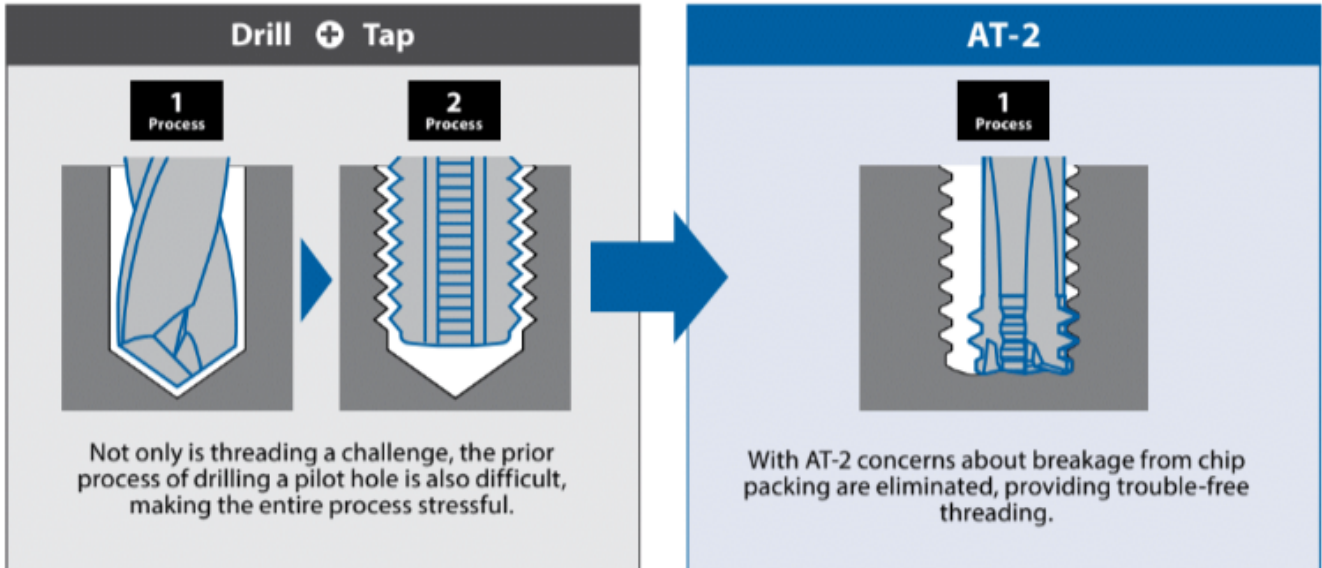 Drill + Tap
1
Process
2
Process
Not only is threading a challenge, the prior
process of drilling a pilot hole is also difficult,
making the entire process stressful.
AT-2
1
Process
With AT-2 concerns about breakage from chip
packing are eliminated, providing trouble-free
threading.